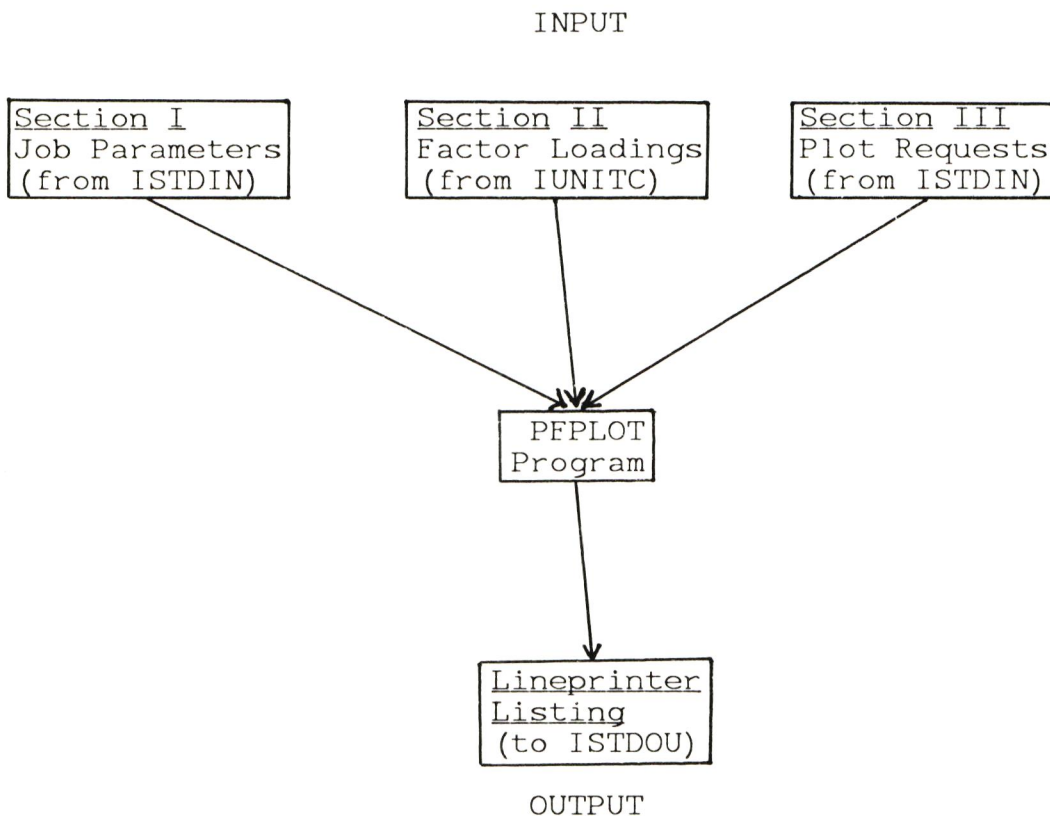 INPUT
Section I
Job Parameters
(from ISTDIN)
Section II
Factor Loadings
(from IUNITC)
Section III
Plot Requests
(from ISTDIN)
PFPLOT
Program
Lineprinter
Listing
(to ISTDOU)
OUTPUT